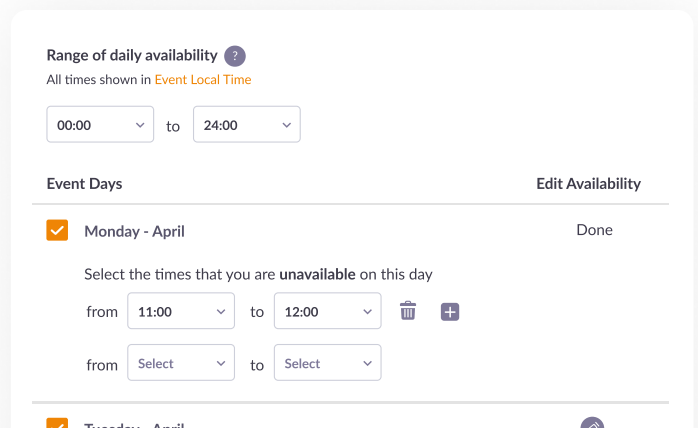 Range of daily availability ?
All times shown in Event Local Time
00:00 to 24:00
Event Days Edit Availability
Monday - April Done
Select the times that you are unavailable on this day
from 11:00 to 12:00
from Select to Select
Tuesday - April